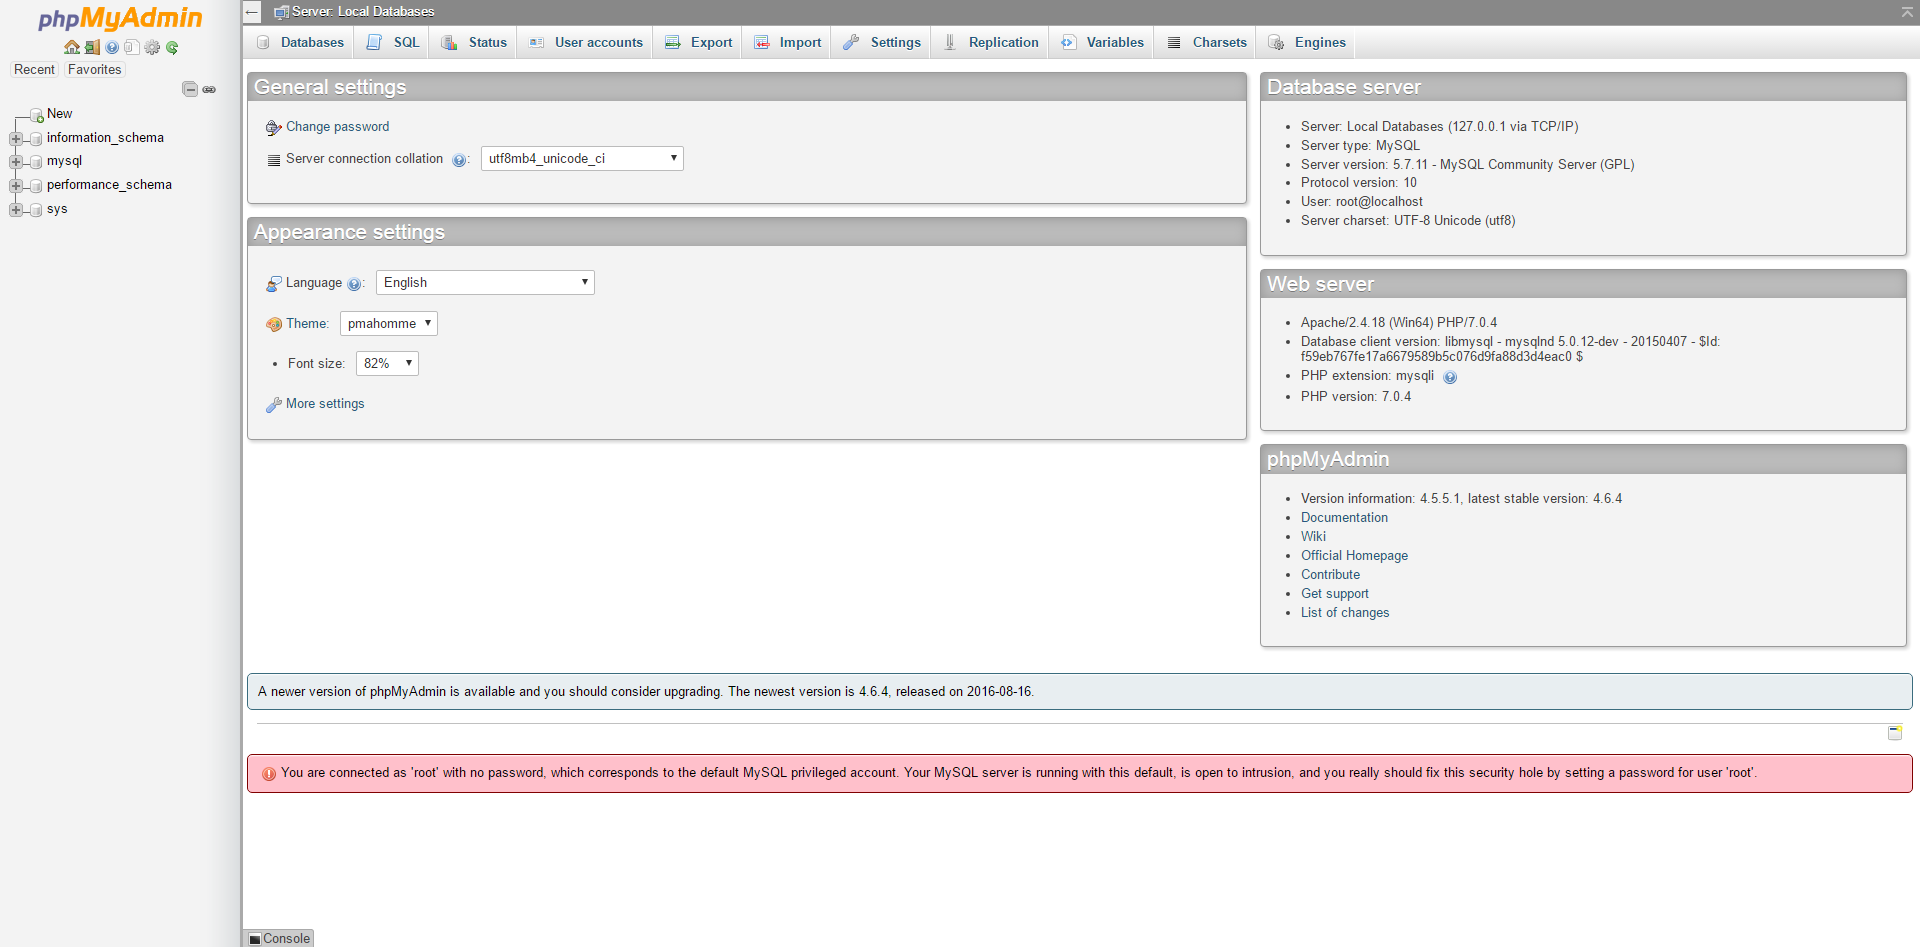 phpMyAdmin
Recent Favorites
New
information_schema
mysql
performance_schema
sys
Server: Local Databases
Databases SQL Status User accounts Export Import Settings Replication Variables Charsets Engines
General settings
Change password
Server connection collation : utf8mb4_unicode_ci
Appearance settings
Language : English
Theme: pmahomme
Font size: 82%
More settings
Database server
Server: Local Databases (127.0.0.1 via TCP/IP)
Server type: MySQL
Server version: 5.7.11 - MySQL Community Server (GPL)
Protocol version: 10
User: root@localhost
Server charset: UTF-8 Unicode (utf8)
Web server
Apache/2.4.18 (Win64) PHP/7.0.4
Database client version: libmysql - mysqlnd 5.0.12-dev - 20150407 - $Id:
f59eb767fe17a6679589b5c076d9fa88d3d4eac0 $
PHP extension: mysqli
PHP version: 7.0.4
phpMyAdmin
Version information: 4.5.5.1, latest stable version: 4.6.4
Documentation
Wiki
Official Homepage
Contribute
Get support
List of changes
A newer version of phpMyAdmin is available and you should consider upgrading. The newest version is 4.6.4, released on 2016-08-16.
You are connected as 'root' with no password, which corresponds to the default MySQL privileged account. Your MySQL server is running with this default, is open to intrusion, and you really should fix this security hole by setting a password for user 'root'.
Console